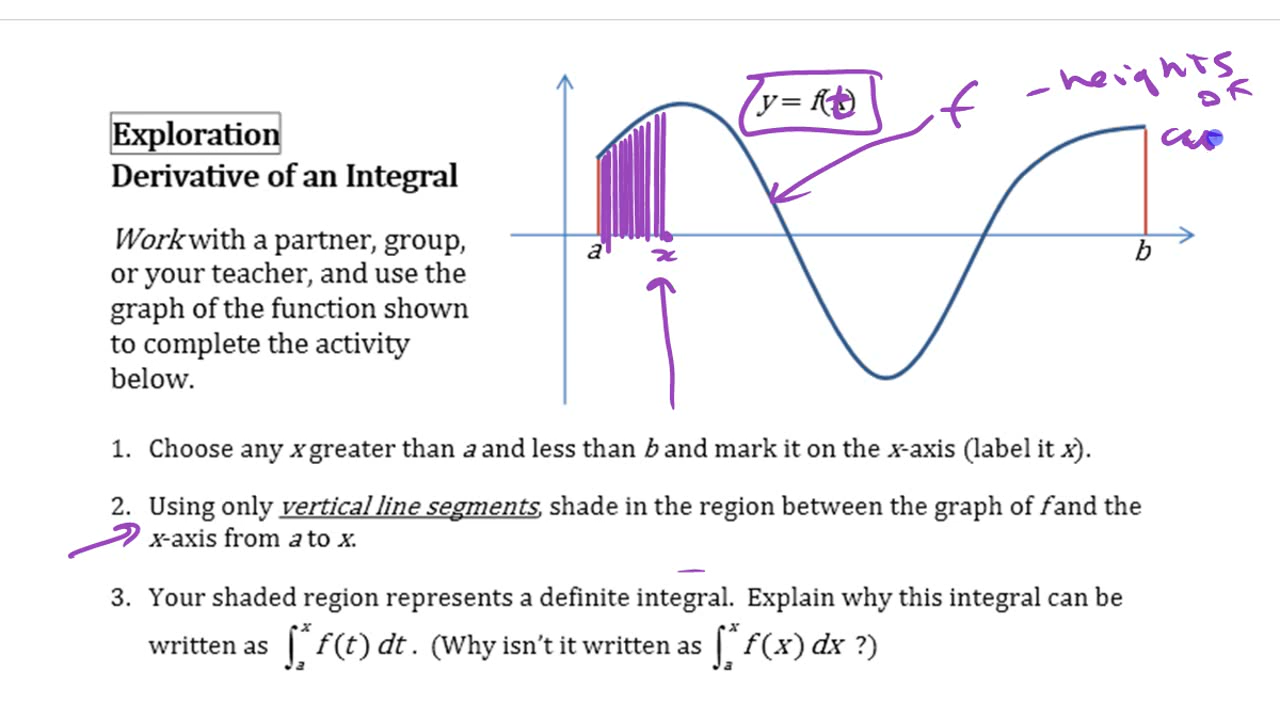 Exploration
Derivative of an Integral
Work with a partner, group,
or your teacher, and use the
graph of the function shown
to complete the activity
below.
y = f(t)
f
- heights
of
a
x
b
1. Choose any x greater than a and less than b and mark it on the x-axis (label it x).
2. Using only vertical line segments, shade in the region between the graph of f and the
x-axis from a to x.
3. Your shaded region represents a definite integral. Explain why this integral can be
written as ∫ₐˣ f(t) dt. (Why isn't it written as ∫ₐˣ f(x) dx ?)